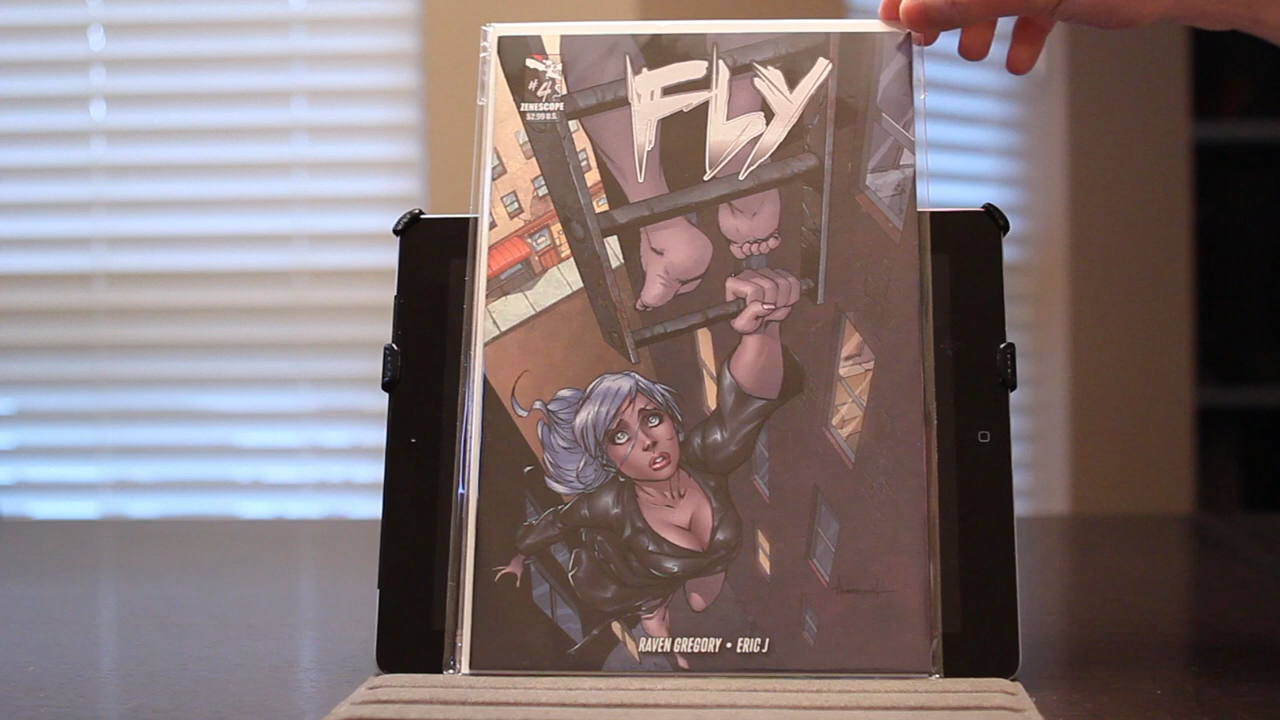 #4
ZENESCOPE
$2.99 U.S.
FLY
RAVEN GREGORY • ERIC J